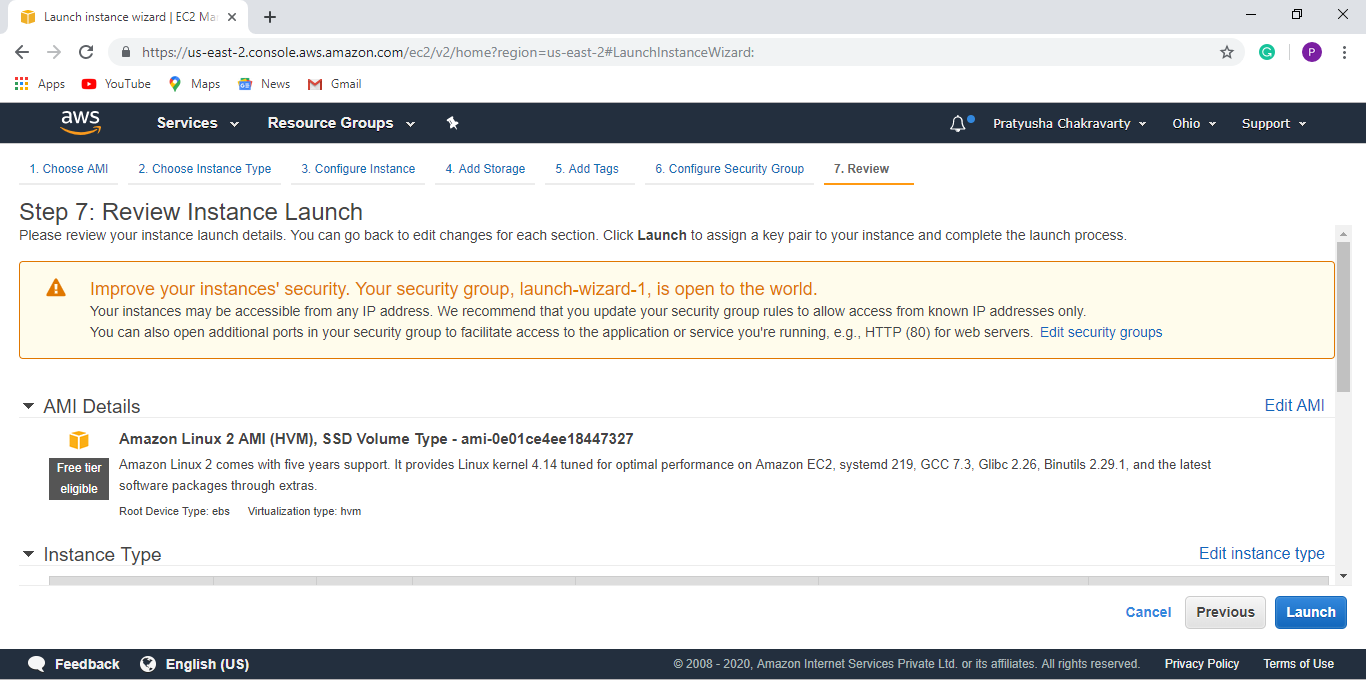 Launch instance wizard | EC2 Mar
https://us-east-2.console.aws.amazon.com/ec2/v2/home?region=us-east-2#LaunchInstanceWizard:
P
Apps YouTube Maps News Gmail
aws Services Resource Groups Pratyusha Chakravarty Ohio Support
1. Choose AMI 2. Choose Instance Type 3. Configure Instance 4. Add Storage 5. Add Tags 6. Configure Security Group 7. Review
Step 7: Review Instance Launch
Please review your instance launch details. You can go back to edit changes for each section. Click Launch to assign a key pair to your instance and complete the launch process.
Improve your instances' security. Your security group, launch-wizard-1, is open to the world.
Your instances may be accessible from any IP address. We recommend that you update your security group rules to allow access from known IP addresses only.
You can also open additional ports in your security group to facilitate access to the application or service you're running, e.g., HTTP (80) for web servers. Edit security groups
AMI Details Edit AMI
Amazon Linux 2 AMI (HVM), SSD Volume Type - ami-0e01ce4ee18447327
Free tier eligible
Amazon Linux 2 comes with five years support. It provides Linux kernel 4.14 tuned for optimal performance on Amazon EC2, systemd 219, GCC 7.3, Glibc 2.26, Binutils 2.29.1, and the latest
software packages through extras.
Root Device Type: ebs Virtualization type: hvm
Instance Type Edit instance type
Cancel Previous Launch
Feedback English (US) © 2008 - 2020, Amazon Internet Services Private Ltd. or its affiliates. All rights reserved. Privacy Policy Terms of Use